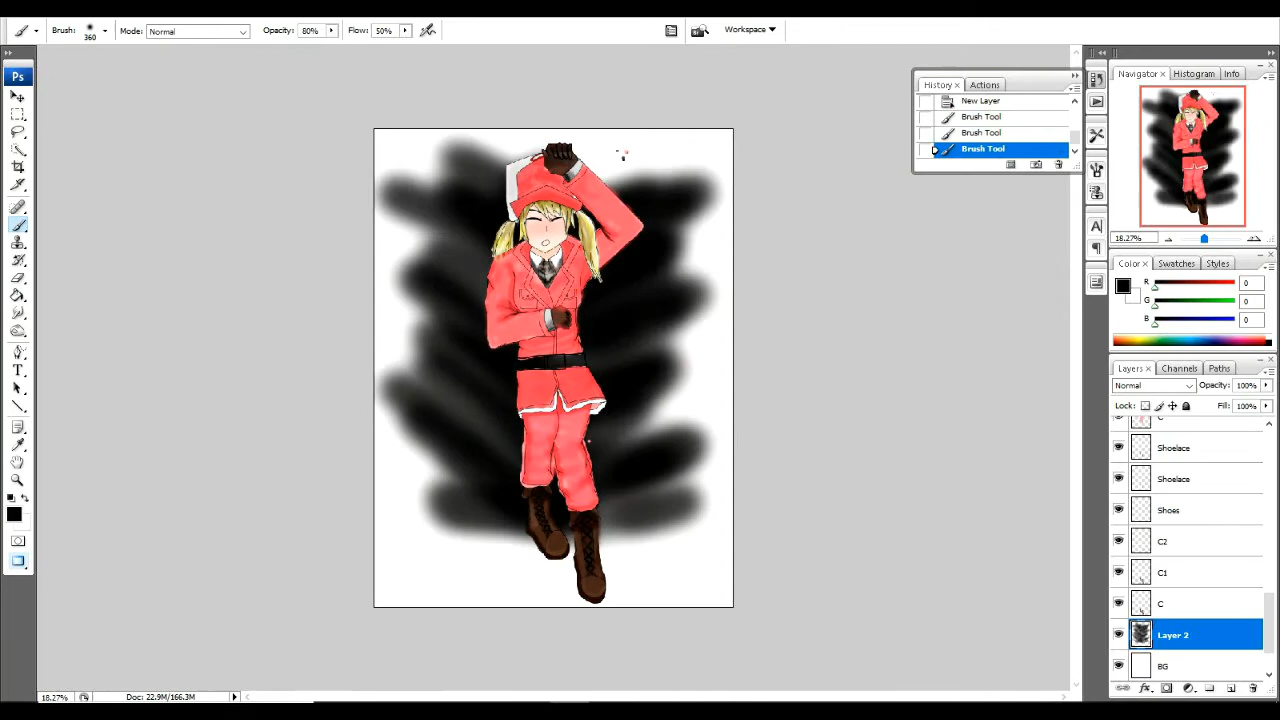 Brush: 360 Mode: Normal Opacity: 80% Flow: 50% Workspace
Ps
History Actions
New Layer
Brush Tool
Brush Tool
Brush Tool
Navigator Histogram Info
18.27%
Color Swatches Styles
R 0
G 0
B 0
Layers Channels Paths
Normal Opacity: 100%
Lock: Fill: 100%
C
Shoelace
Shoelace
Shoes
C2
C1
C
Layer 2
BG
18.27% Doc: 22.9M/166.3M